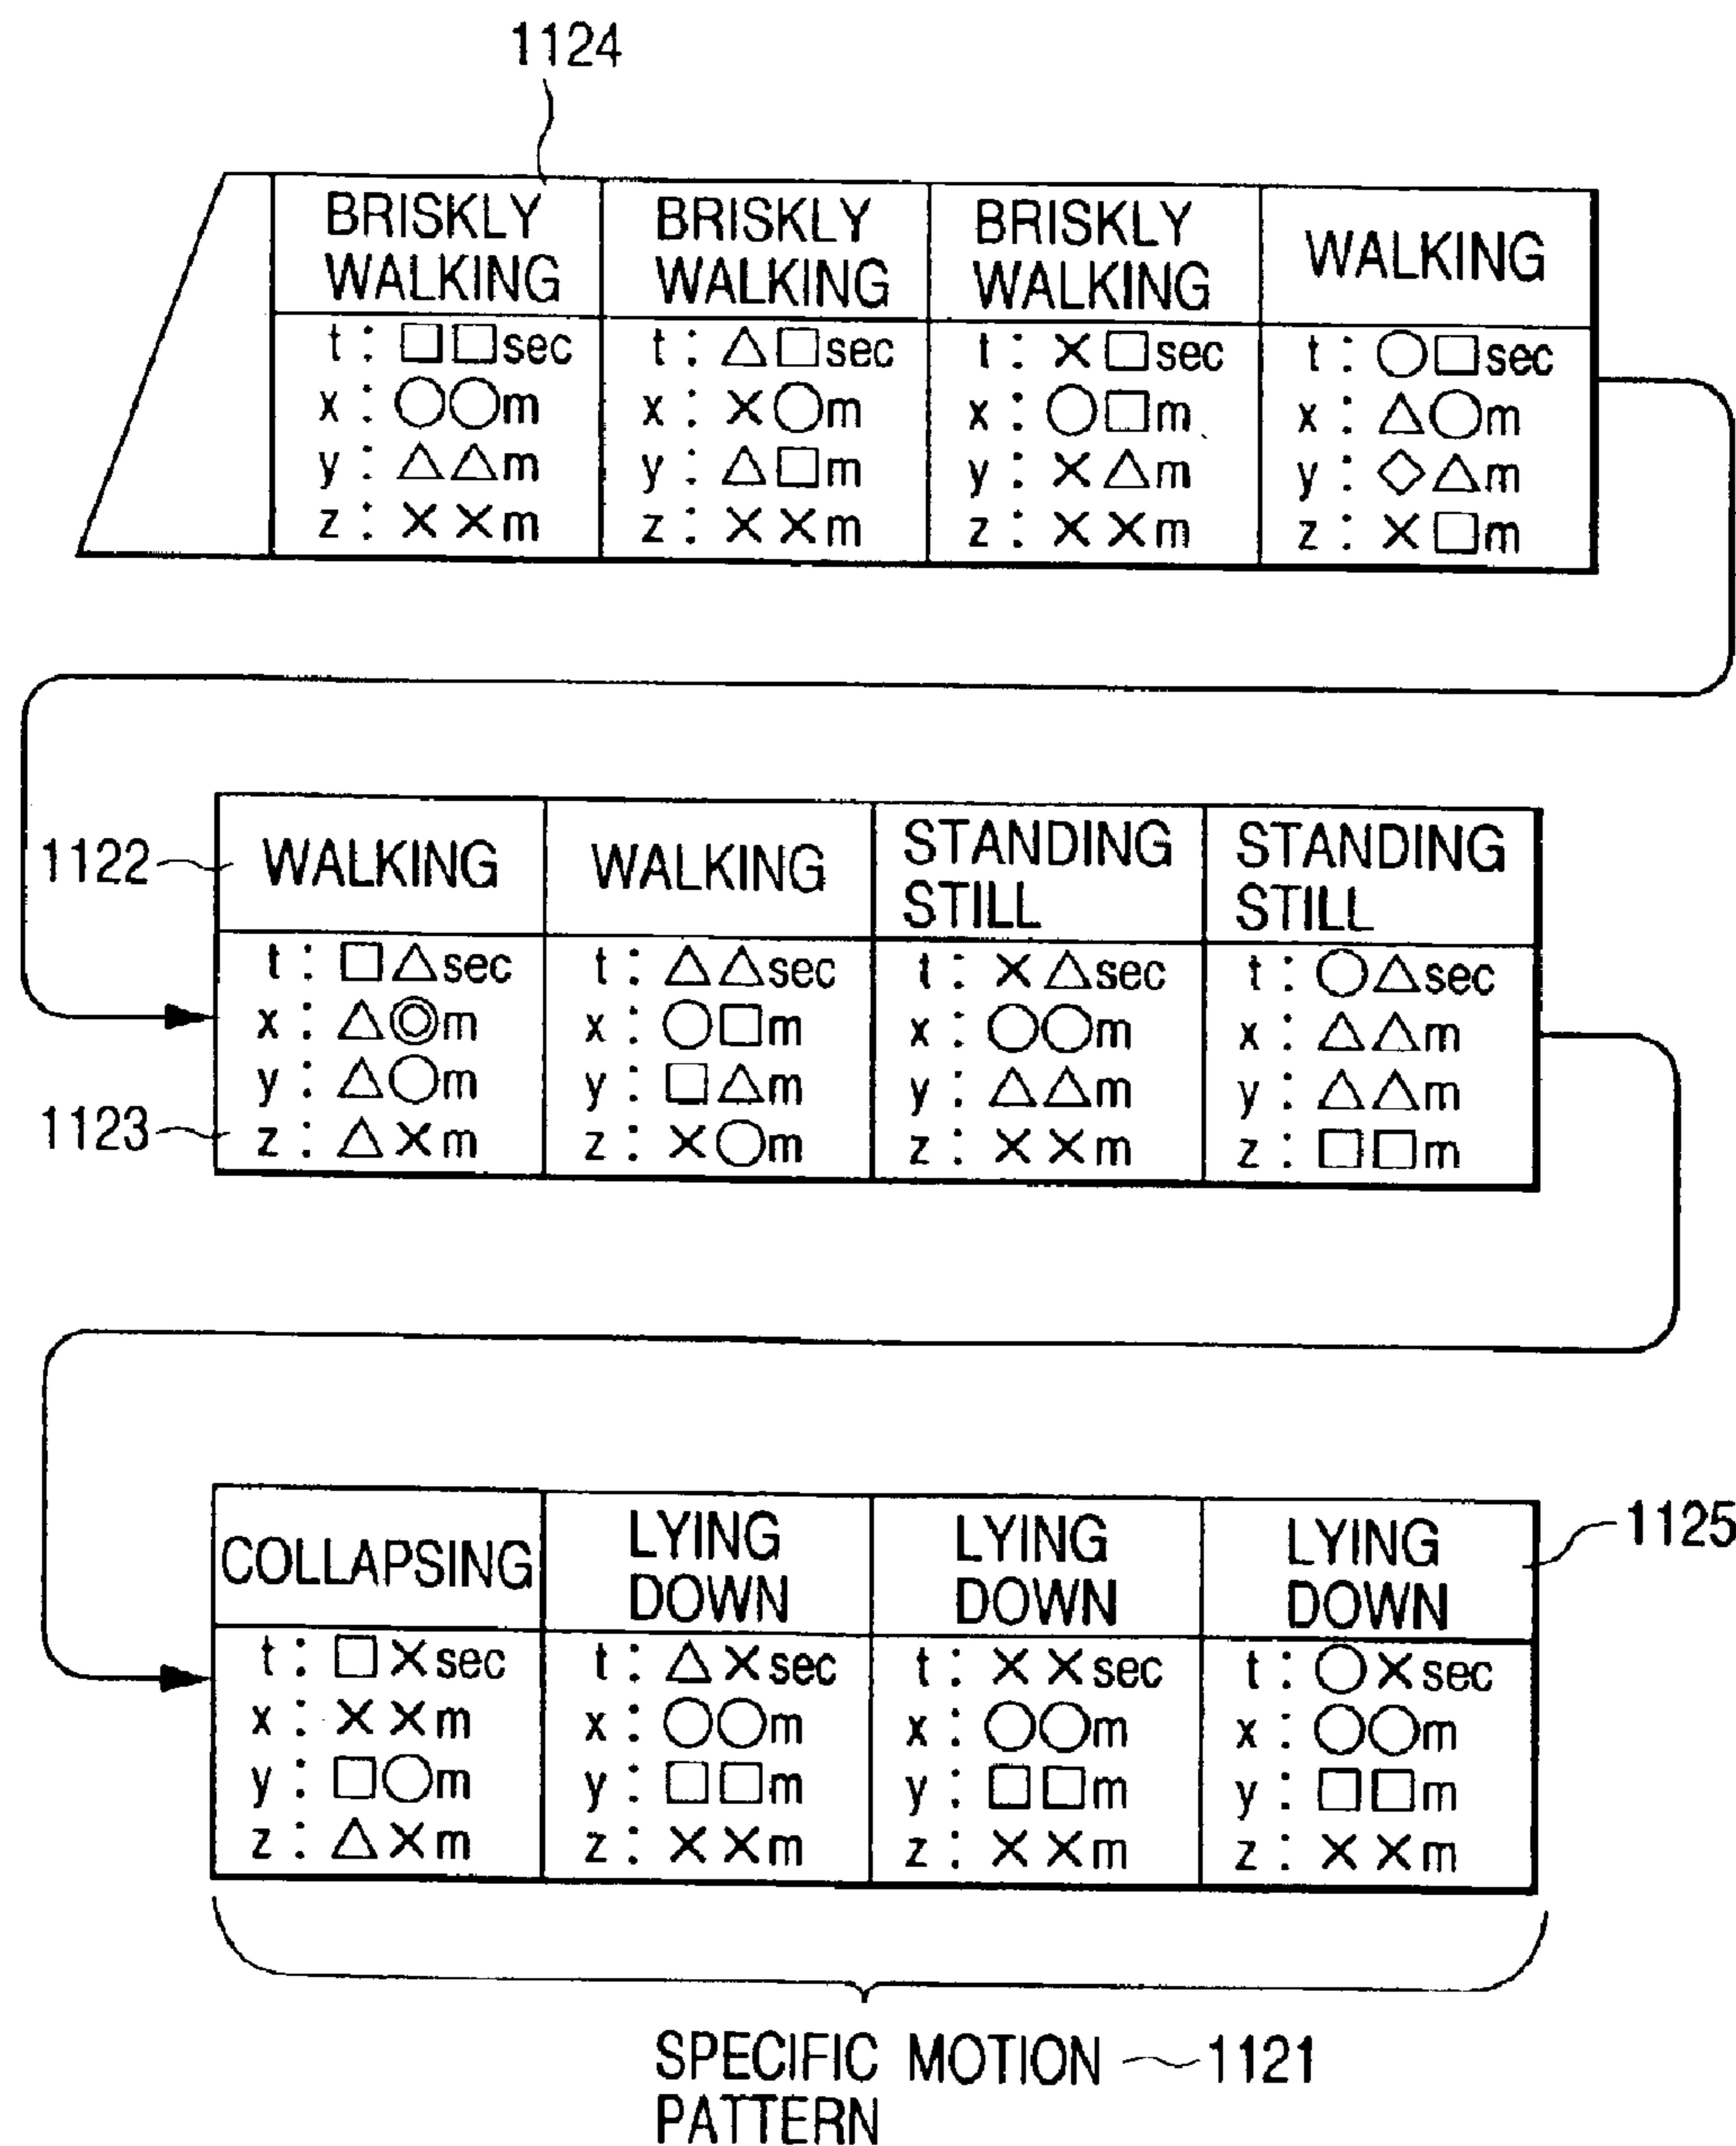 1124
BRISKLY WALKING BRISKLY WALKING BRISKLY WALKING WALKING
t : □□sec t : △□sec t : ×□sec t : ○□sec
x : ○○m x : ×○m x : ○□m x : △○m
y : △△m y : △□m y : ×△m y : ◇△m
z : ××m z : ××m z : ××m z : ×□m
1122 WALKING WALKING STANDING STILL STANDING STILL
t : □△sec t : △△sec t : ×△sec t : ○△sec
x : △◎m x : ○□m x : ○○m x : △△m
y : △○m y : □△m y : △△m y : △△m
1123 z : △×m z : ×○m z : ××m z : □□m
COLLAPSING LYING DOWN LYING DOWN LYING DOWN 1125
t : □×sec t : △×sec t : ××sec t : ○×sec
x : ××m x : ○○m x : ○○m x : ○○m
y : □○m y : □□m y : □□m y : □□m
z : △×m z : ××m z : ××m z : ××m
SPECIFIC MOTION 1121
PATTERN